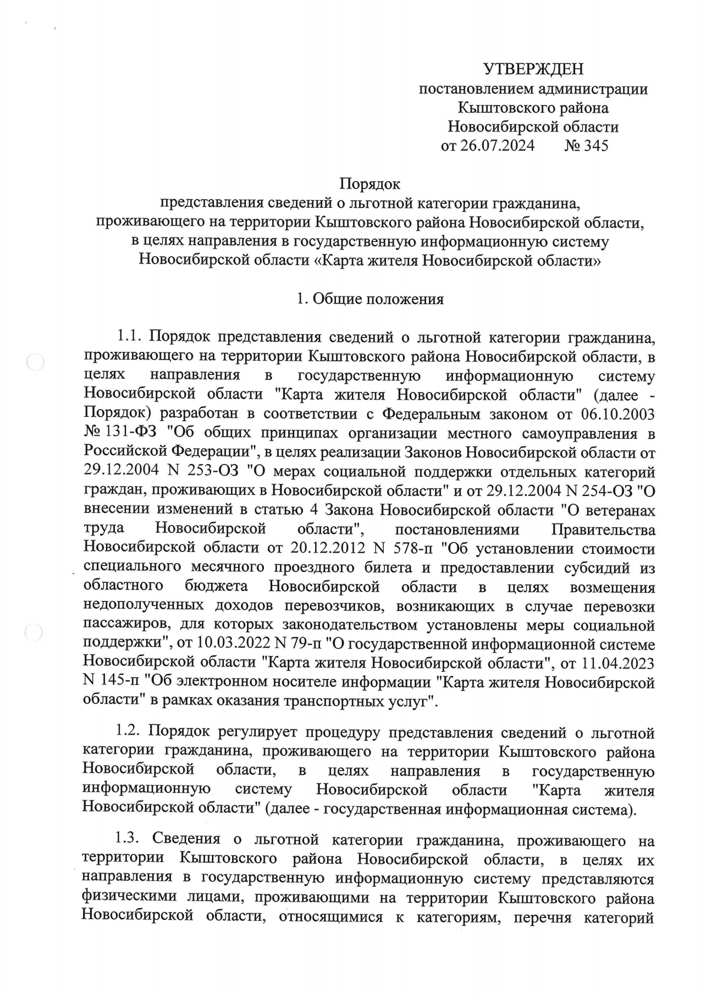 УТВЕРЖДЕН
постановлением администрации
Кыштовского района
Новосибирской области
от 26.07.2024 № 345
Порядок
представления сведений о льготной категории гражданина,
проживающего на территории Кыштовского района Новосибирской области,
в целях направления в государственную информационную систему
Новосибирской области «Карта жителя Новосибирской области»
1. Общие положения
1.1. Порядок представления сведений о льготной категории гражданина,
проживающего на территории Кыштовского района Новосибирской области, в
целях направления в государственную информационную систему
Новосибирской области "Карта жителя Новосибирской области" (далее -
Порядок) разработан в соответствии с Федеральным законом от 06.10.2003
№ 131-ФЗ "Об общих принципах организации местного самоуправления в
Российской Федерации", в целях реализации Законов Новосибирской области от
29.12.2004 N 253-ОЗ "О мерах социальной поддержки отдельных категорий
граждан, проживающих в Новосибирской области" и от 29.12.2004 N 254-ОЗ "О
внесении изменений в статью 4 Закона Новосибирской области "О ветеранах
труда Новосибирской области", постановлениями Правительства
Новосибирской области от 20.12.2012 N 578-п "Об установлении стоимости
специального месячного проездного билета и предоставлении субсидий из
областного бюджета Новосибирской области в целях возмещения
недополученных доходов перевозчиков, возникающих в случае перевозки
пассажиров, для которых законодательством установлены меры социальной
поддержки", от 10.03.2022 N 79-п "О государственной информационной системе
Новосибирской области "Карта жителя Новосибирской области", от 11.04.2023
N 145-п "Об электронном носителе информации "Карта жителя Новосибирской
области" в рамках оказания транспортных услуг".
1.2. Порядок регулирует процедуру представления сведений о льготной
категории гражданина, проживающего на территории Кыштовского района
Новосибирской области, в целях направления в государственную
информационную систему Новосибирской области "Карта жителя
Новосибирской области" (далее - государственная информационная система).
1.3. Сведения о льготной категории гражданина, проживающего на
территории Кыштовского района Новосибирской области, в целях их
направления в государственную информационную систему представляются
физическими лицами, проживающими на территории Кыштовского района
Новосибирской области, относящимися к категориям, перечня категорий